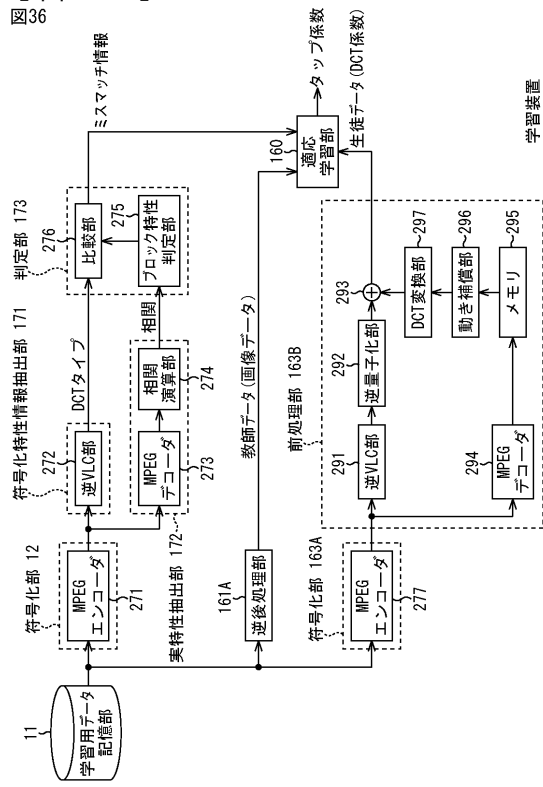 図36
学習用データ
記憶部
11
符号化部 12
MPEG
エンコーダ
271
符号化特性情報抽出部 171
272
逆VLC部
DCTタイプ
実特性抽出部 172
MPEG
デコーダ
273
相関
演算部
274
相関
判定部 173
276
比較部
275
ブロック特性
判定部
ミスマッチ情報
161A
逆後処理部
教師データ(画像データ)
160
適応
学習部
タップ係数
生徒データ(DCT係数)
符号化部 163A
MPEG
エンコーダ
277
前処理部 163B
291
逆VLC部
292
逆量子化部
293
DCT変換部
297
動き補償部
296
メモリ
295
294
MPEG
デコーダ
学習装置